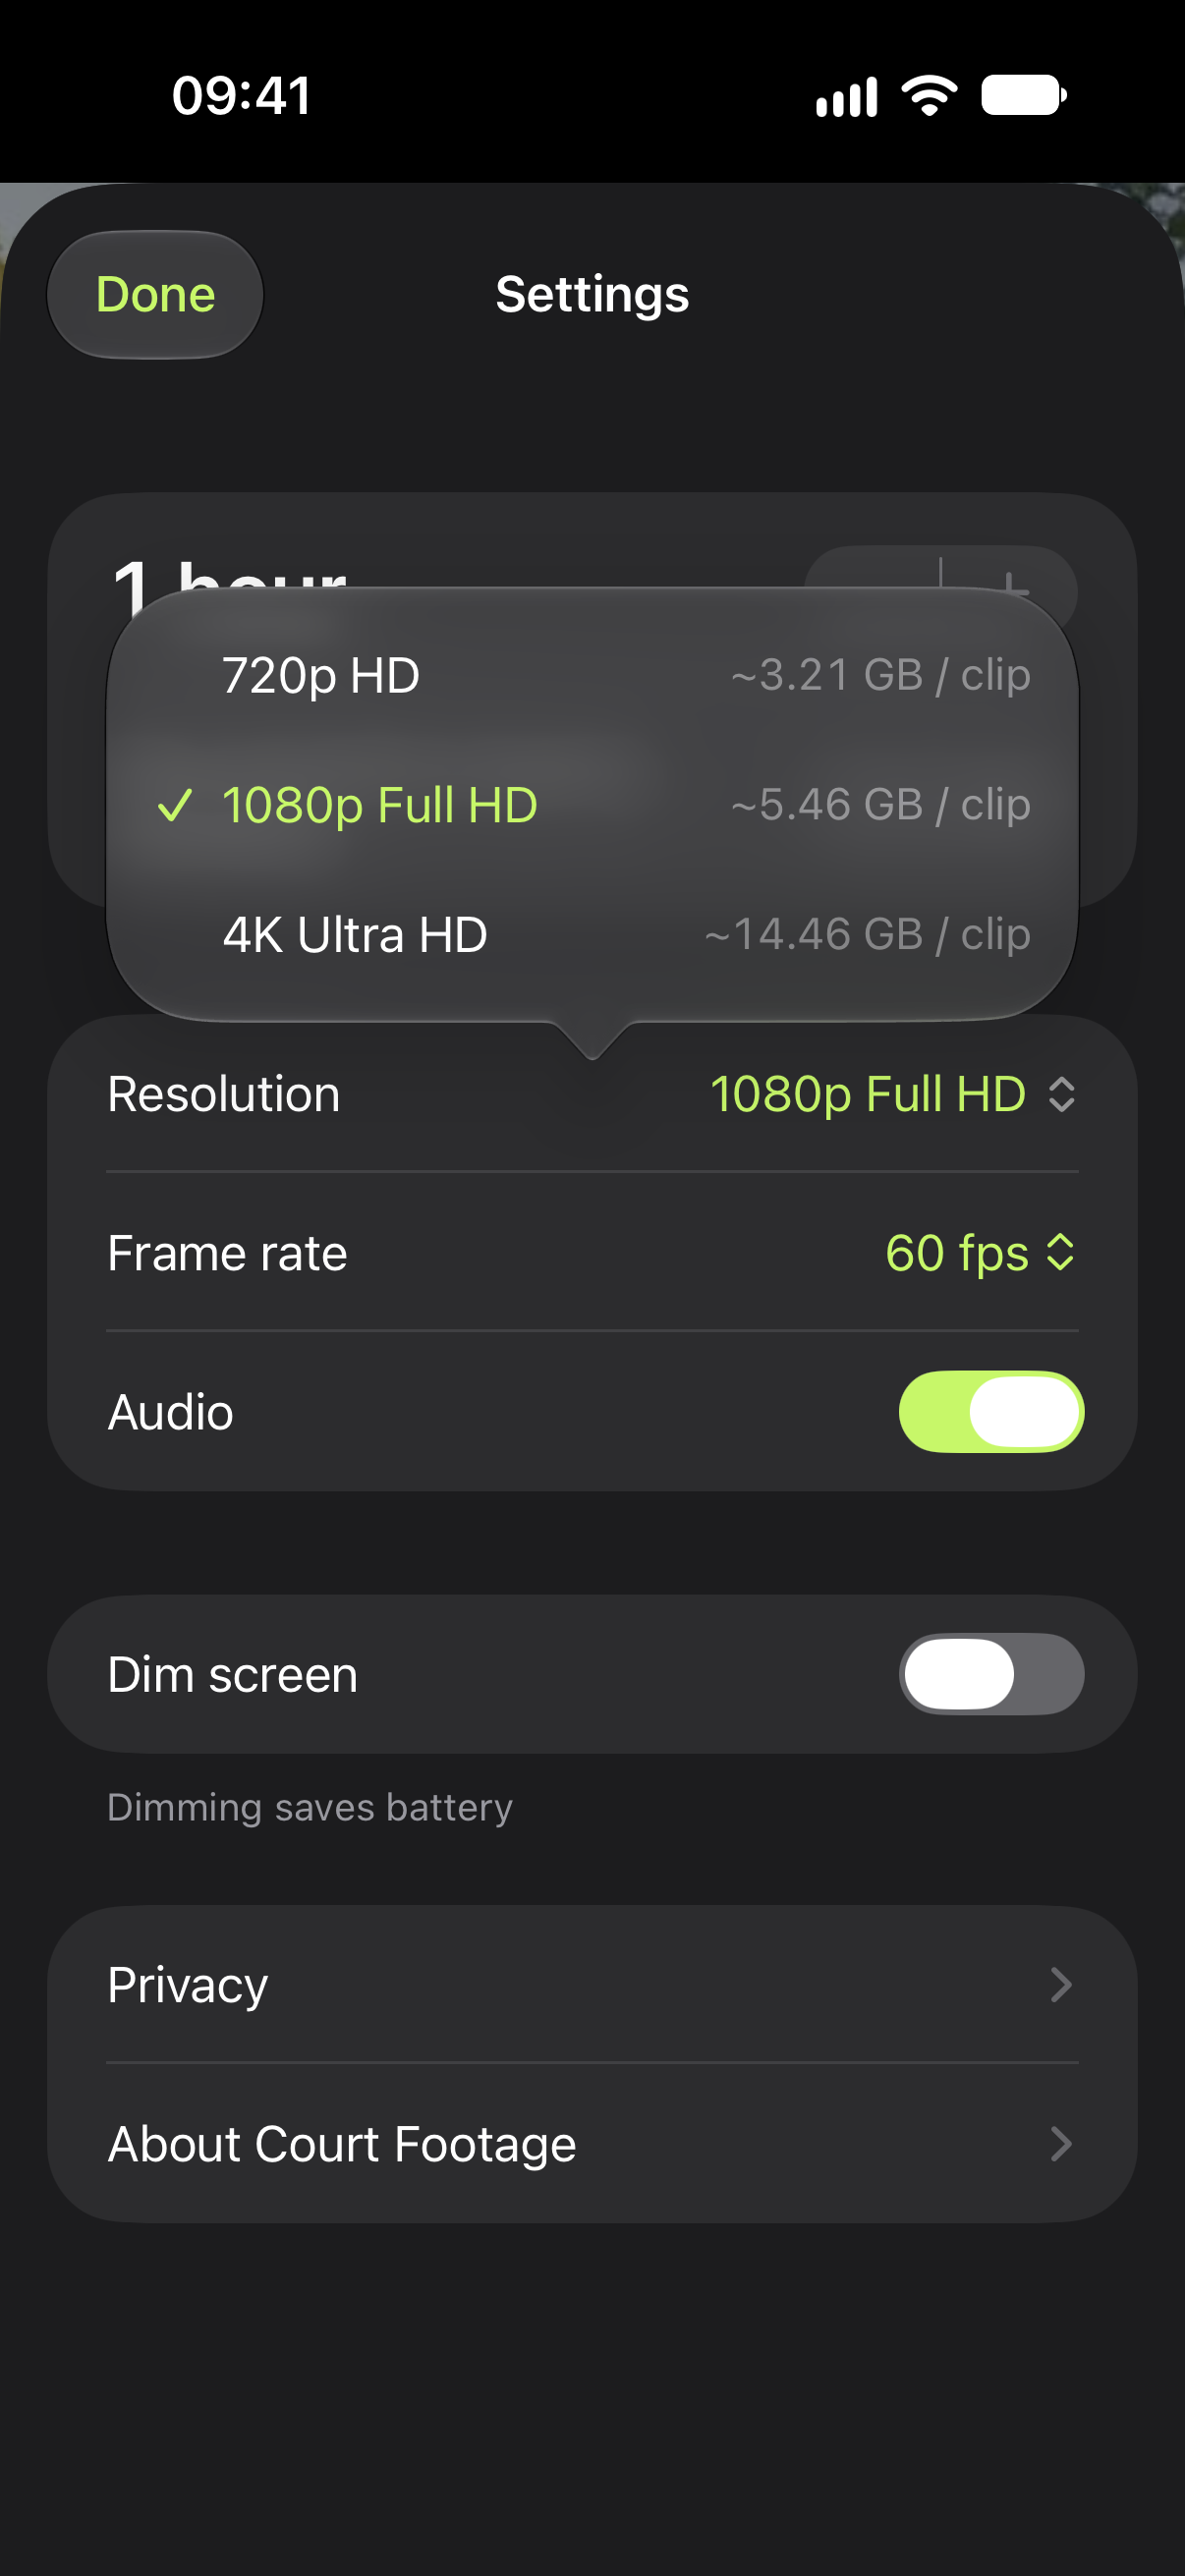 09:41
Done
Settings
1 hour
720p HD ~3.21 GB / clip
1080p Full HD ~5.46 GB / clip
4K Ultra HD ~14.46 GB / clip
Resolution 1080p Full HD
Frame rate 60 fps
Audio
Dim screen
Dimming saves battery
Privacy
About Court Footage